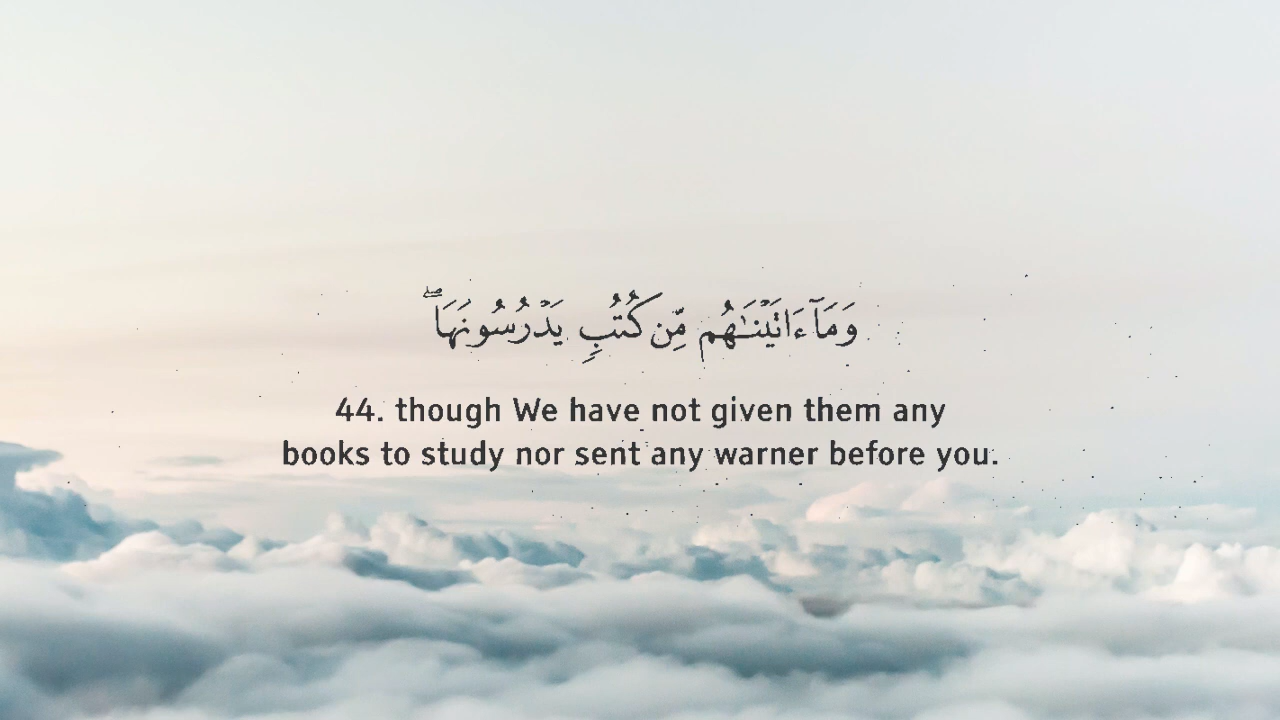 وَمَآ ءَاتَيْنَـٰهُم مِّن كُتُبٍ يَدْرُسُونَهَا ۖ
44. though We have not given them any
books to study nor sent any warner before you.